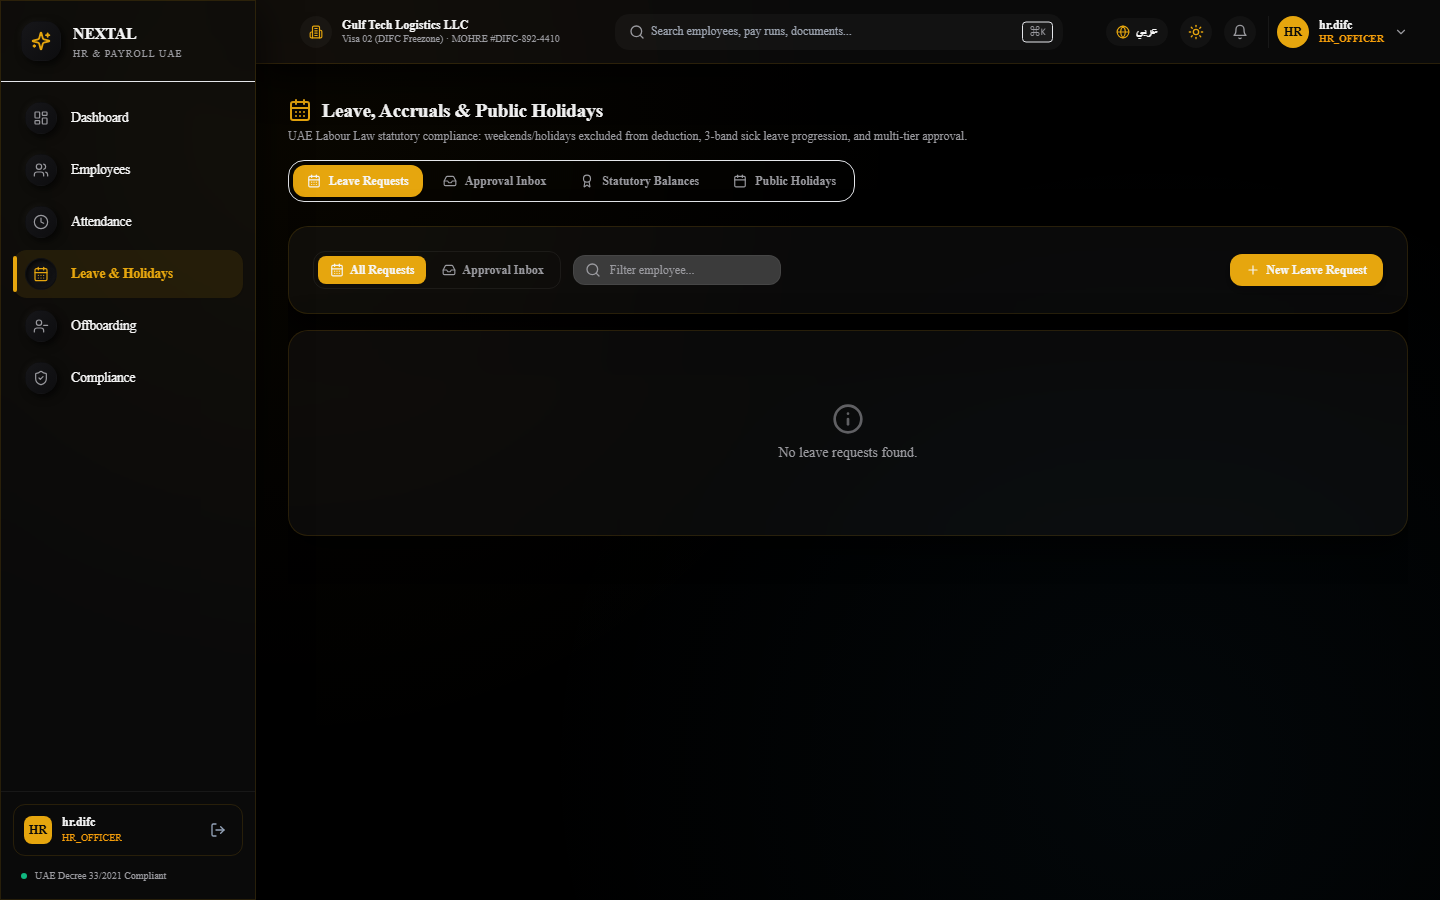 NEXTAL
HR & PAYROLL UAE
Dashboard
Employees
Attendance
Leave & Holidays
Offboarding
Compliance
HR
hr.difc
HR_OFFICER
UAE Decree 33/2021 Compliant
Gulf Tech Logistics LLC
Visa 02 (DIFC Freezone) · MOHRE #DIFC-892-4410
Search employees, pay runs, documents...
⌘K
عربي
HR
hr.difc
HR_OFFICER
Leave, Accruals & Public Holidays
UAE Labour Law statutory compliance: weekends/holidays excluded from deduction, 3-band sick leave progression, and multi-tier approval.
Leave Requests
Approval Inbox
Statutory Balances
Public Holidays
All Requests
Approval Inbox
Filter employee...
New Leave Request
No leave requests found.